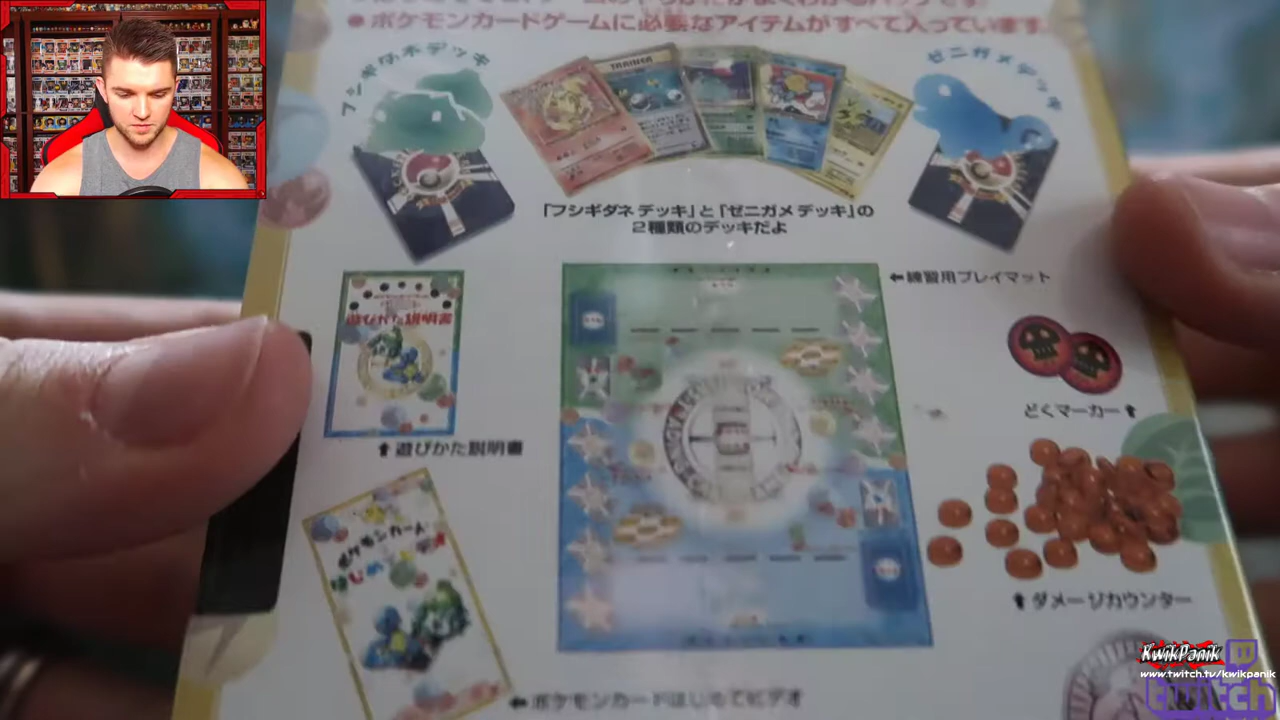 ●ポケモンカードゲームに必要なアイテムがすべて入っています。
フシギダネデッキ
ゼニガメデッキ
TRAINER
「フシギダネ デッキ」と「ゼニガメ デッキ」の
2種類のデッキだよ
←練習用プレイマット
遊びかた説明書
どくマーカー⬆
⬆遊びかた説明書
ポケモンカード
はじめ
⬆ダメージカウンター
←ポケモンカードはじめてビデオ
KwikPanik
www.twitch.tv/kwikpanik
twitch